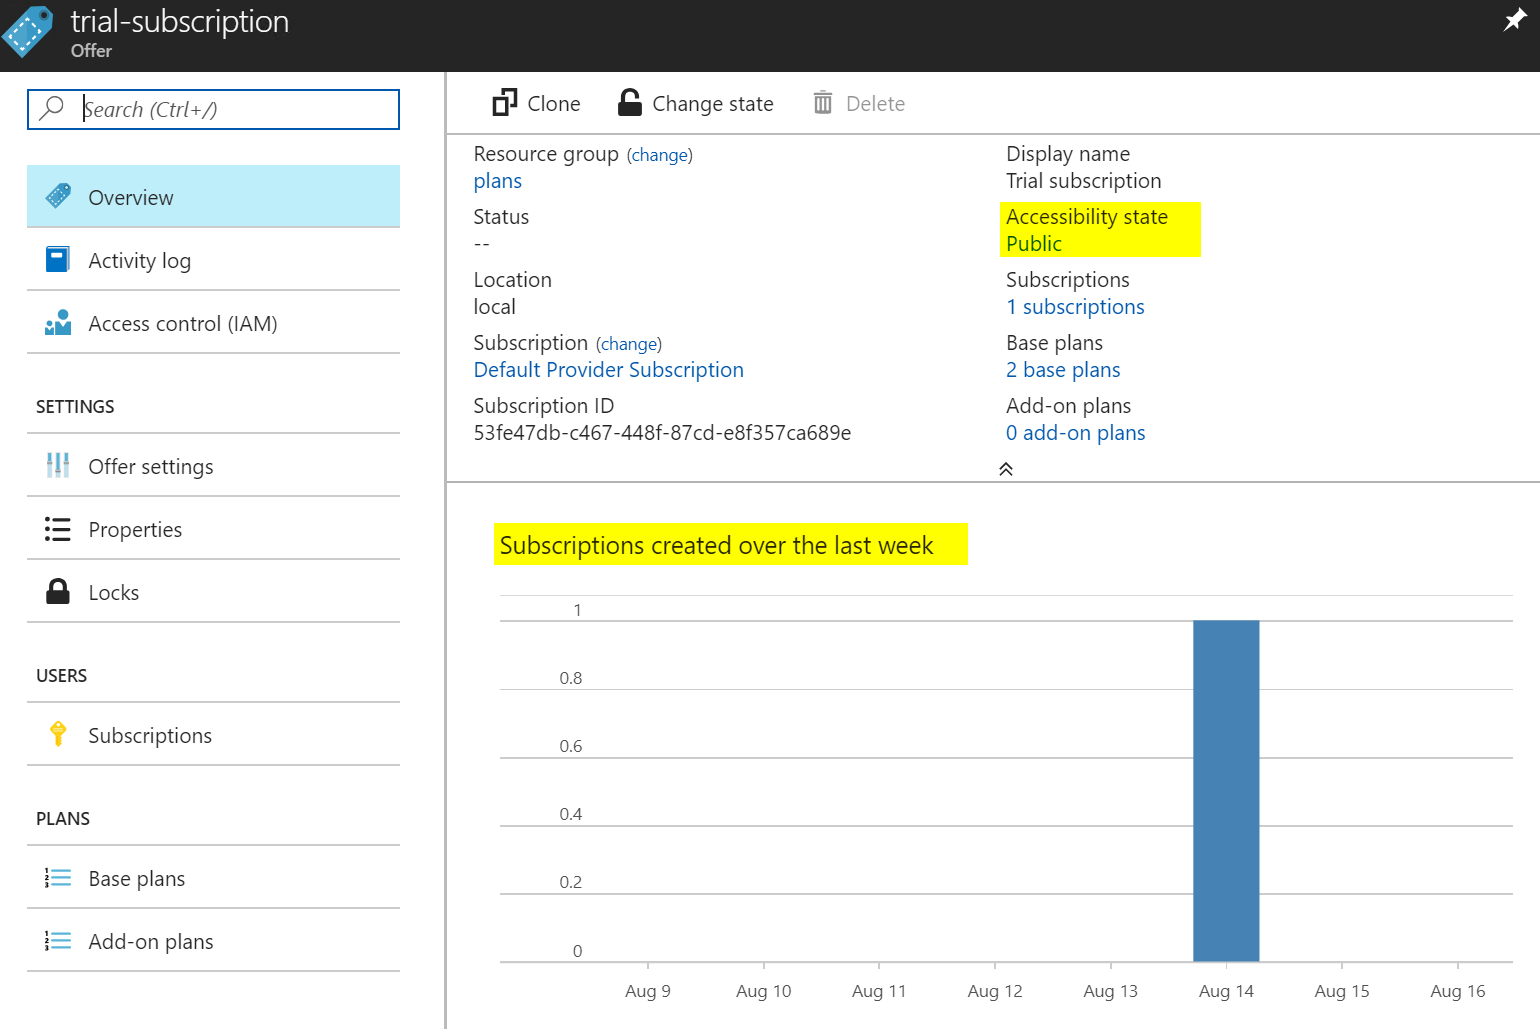 trial-subscription
Offer
Search (Ctrl+/)
Overview
Activity log
Access control (IAM)
SETTINGS
Offer settings
Properties
Locks
USERS
Subscriptions
PLANS
Base plans
Add-on plans
Clone Change state Delete
Resource group (change)
plans
Status
--
Location
local
Subscription (change)
Default Provider Subscription
Subscription ID
53fe47db-c467-448f-87cd-e8f357ca689e
Display name
Trial subscription
Accessibility state
Public
Subscriptions
1 subscriptions
Base plans
2 base plans
Add-on plans
0 add-on plans
Subscriptions created over the last week
1
0.8
0.6
0.4
0.2
0
Aug 9 Aug 10 Aug 11 Aug 12 Aug 13 Aug 14 Aug 15 Aug 16